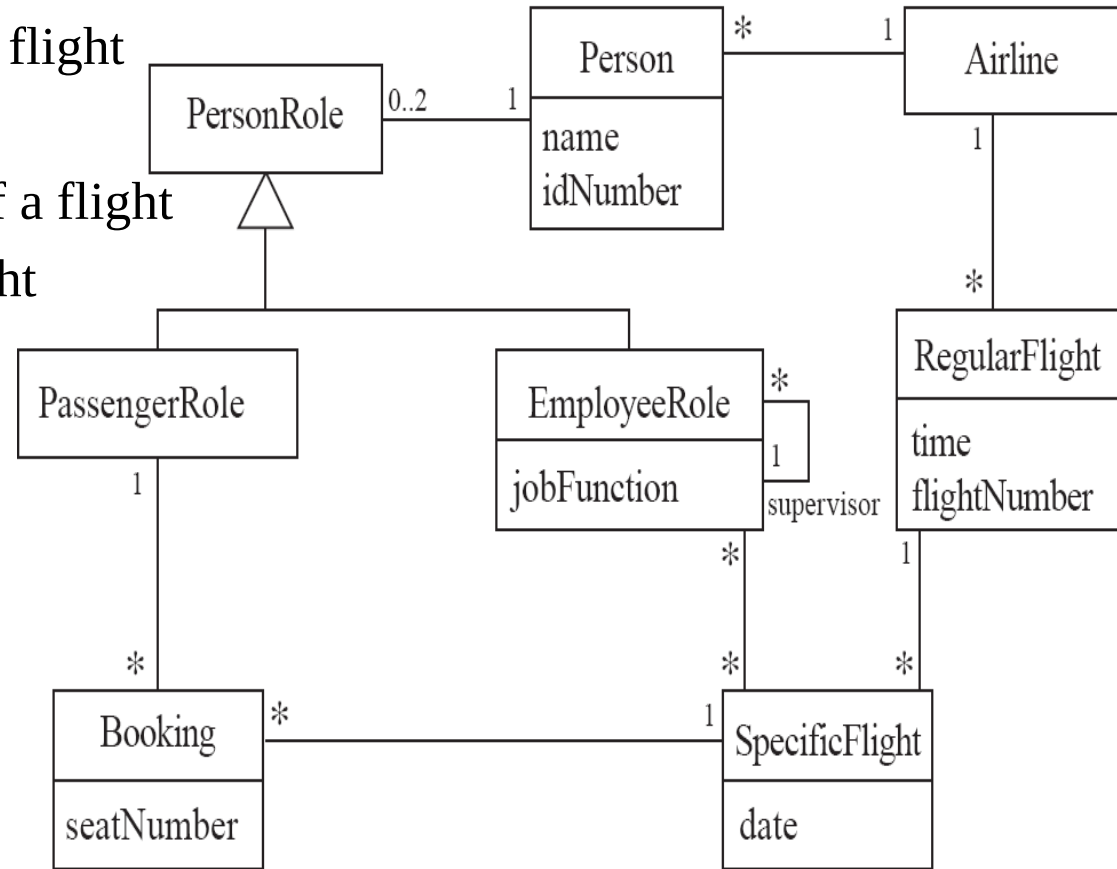 flight
f a flight
ht
PersonRole
0..2
1
Person
name
idNumber
*
1
Airline
1
*
PassengerRole
1
*
EmployeeRole
jobFunction
*
1
supervisor
*
*
RegularFlight
time
flightNumber
1
*
Booking
seatNumber
*
1
SpecificFlight
date